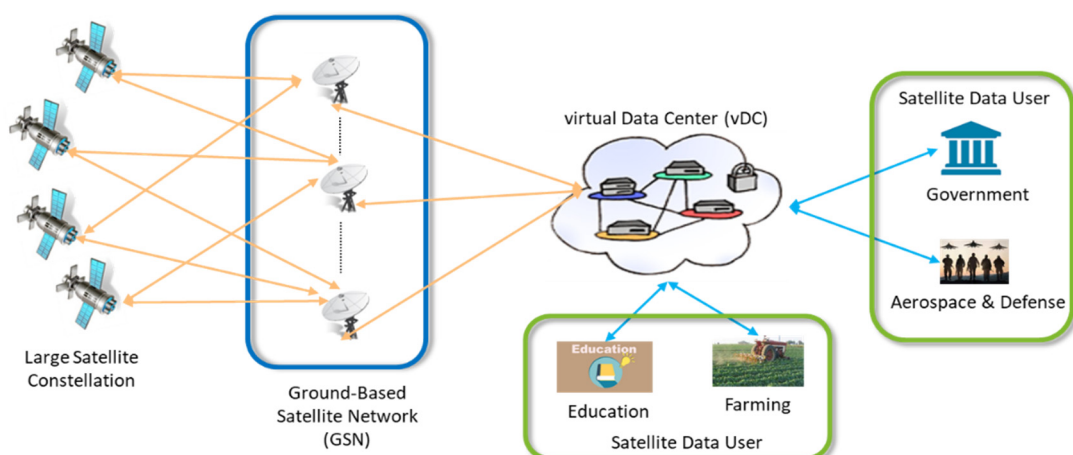 Large Satellite
Constellation
Ground-Based
Satellite Network
(GSN)
virtual Data Center (vDC)
Satellite Data User
Government
Aerospace & Defense
Education
Education
Farming
Satellite Data User